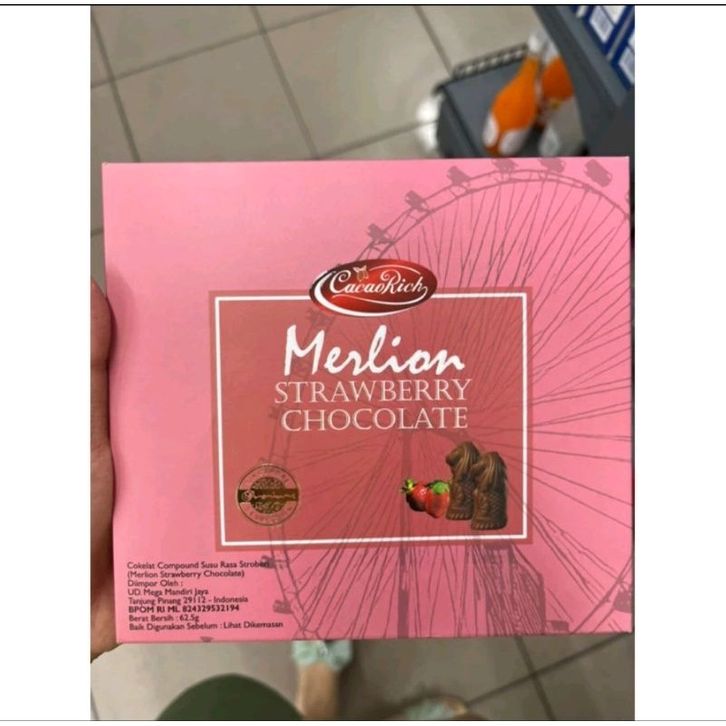 CacaoRich
Merlion
STRAWBERRY
CHOCOLATE
Premium
Cokelat Compound Susu Rasa Stroberi
(Merlion Strawberry Chocolate)
Diimpor Oleh :
UD. Mega Mandiri Jaya
Tanjung Pinang 29112 - Indonesia
BPOM RI ML 824329532194
Berat Bersih : 62.5g
Baik Digunakan Sebelum : Lihat Dikemasan